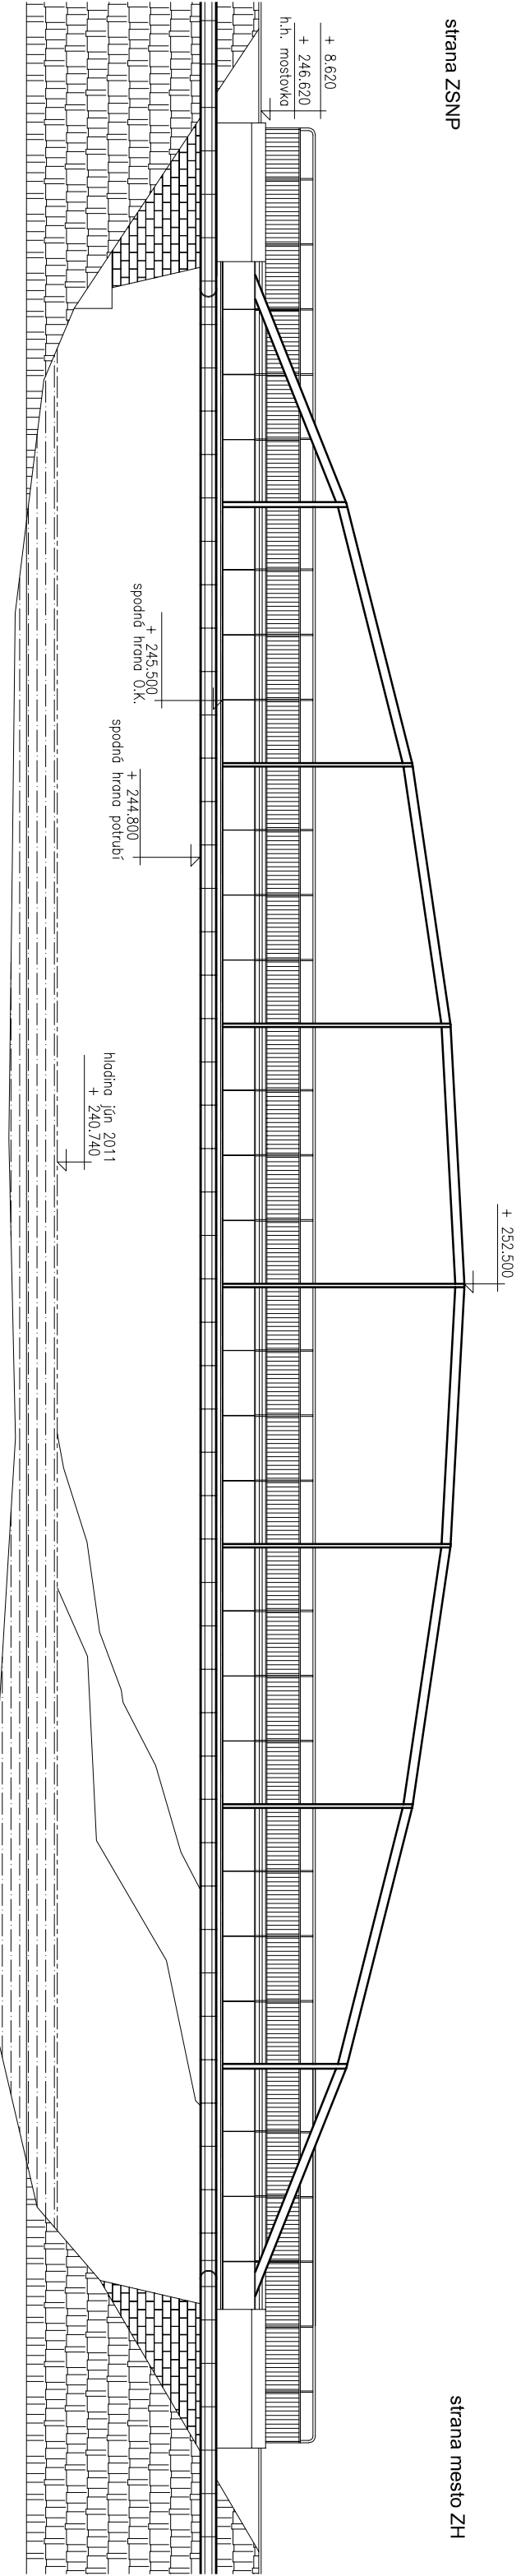 strana ZSNP
+ 8.620
+ 246.620
h.h. mostovka
+ 245.500
spodná hrana O.K.
+ 244.800
spodná hrana potrubí
hladina jún 2011
+ 240.740
+ 252.500
strana mesto ZH